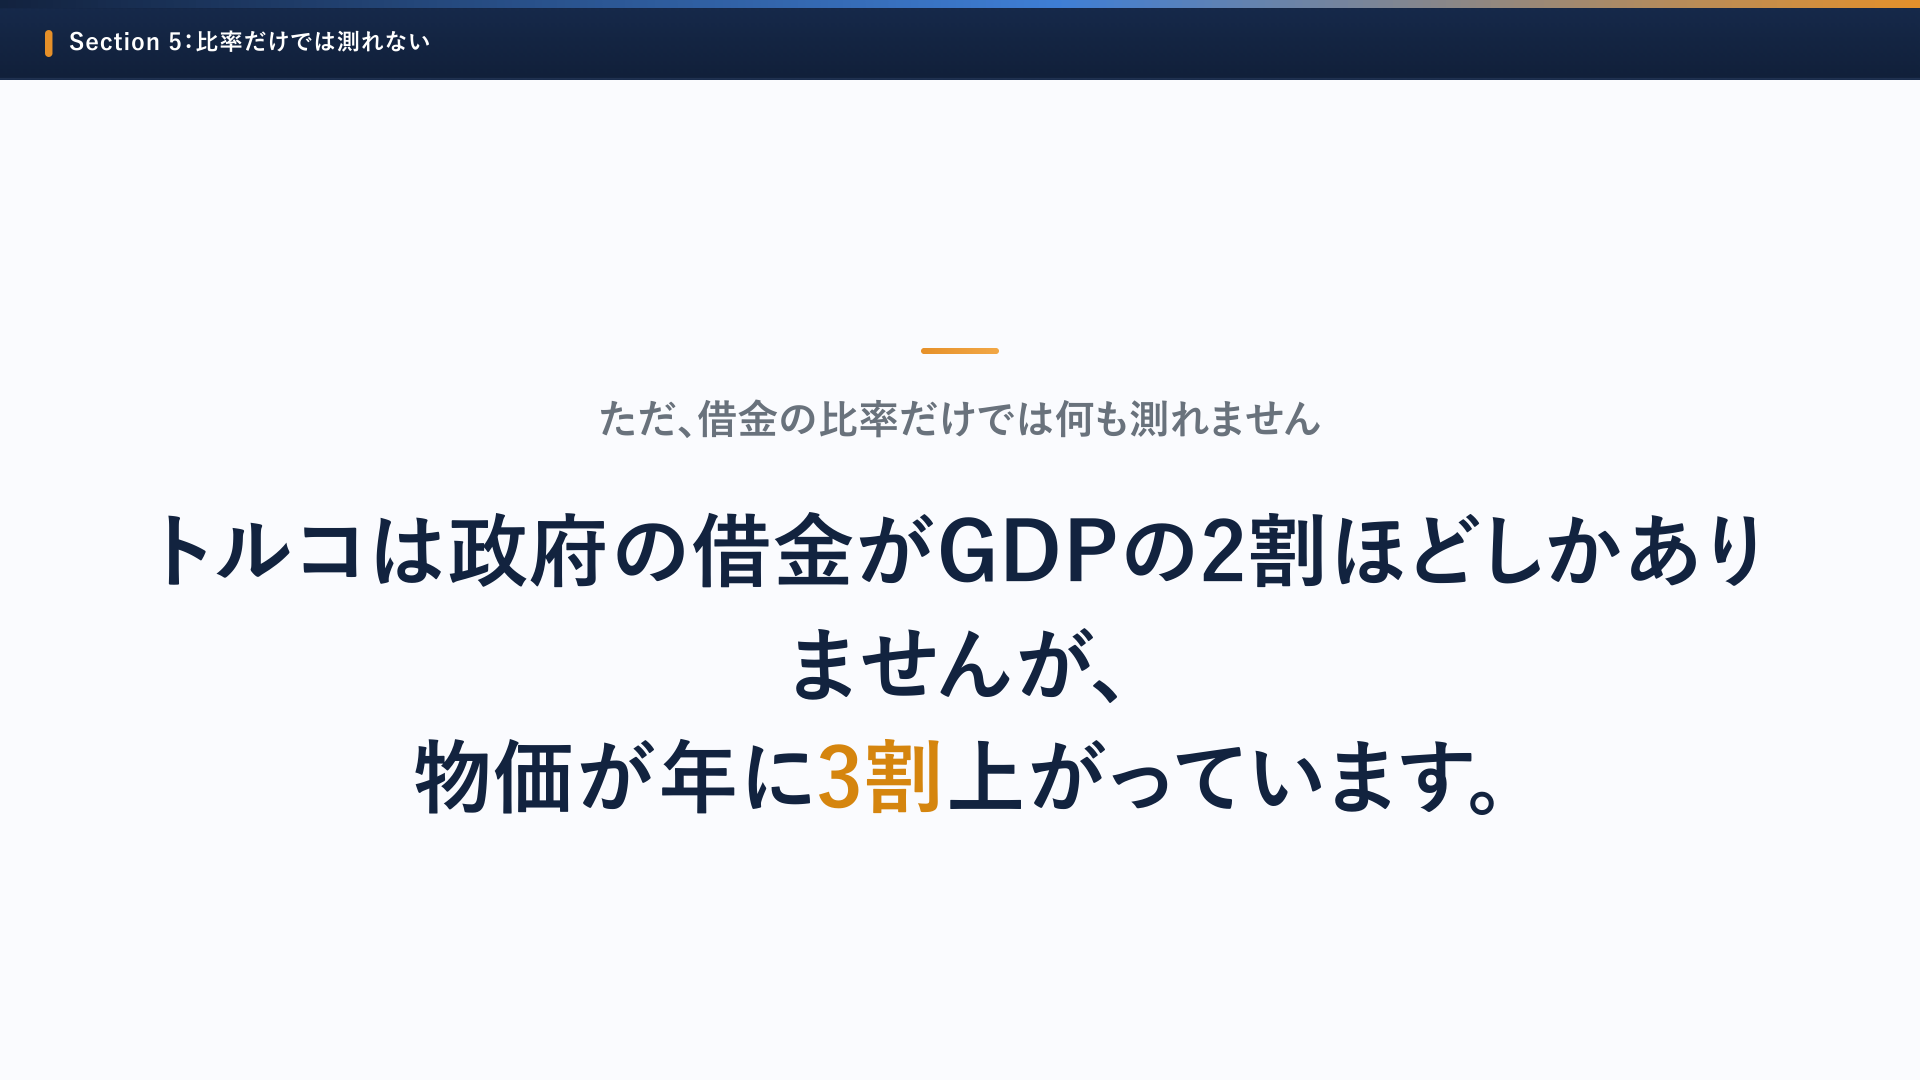 Section 5：比率だけでは測れない
ただ、借金の比率だけでは何も測れません
トルコは政府の借金がGDPの2割ほどしかあり
ませんが、
物価が年に3割上がっています。